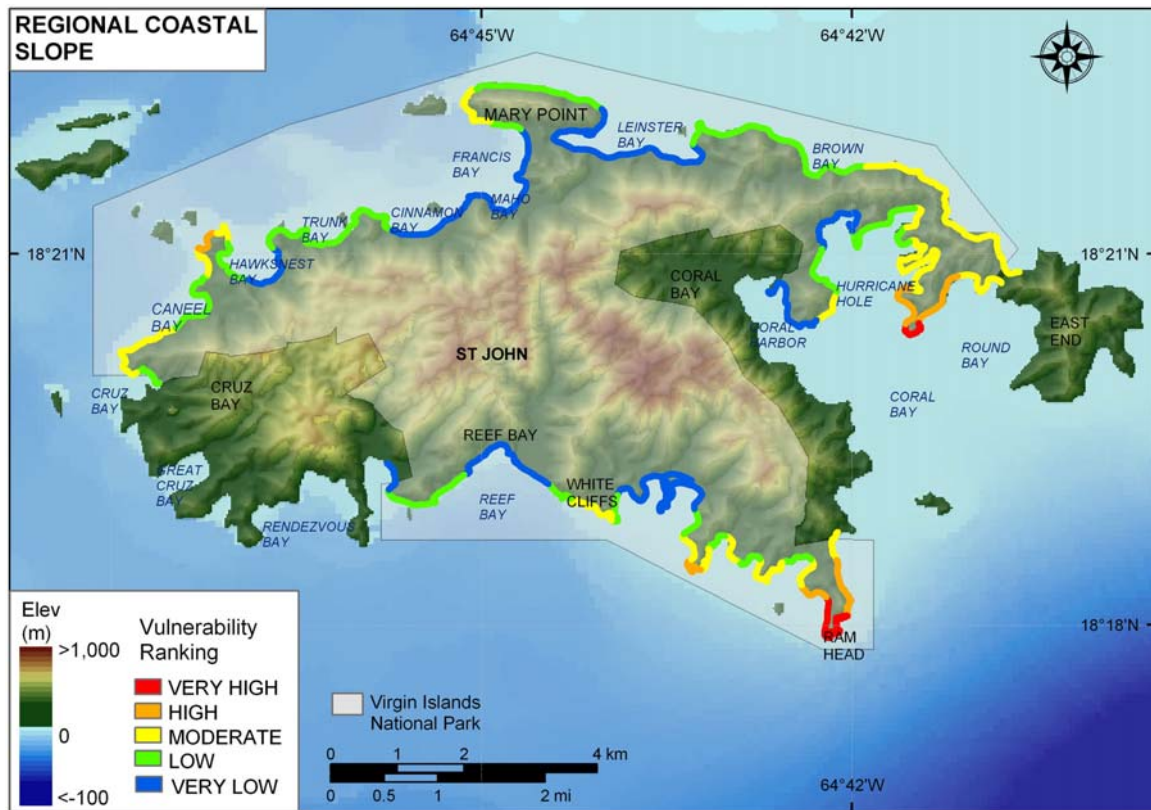 REGIONAL COASTAL
SLOPE
64°45'W
64°42'W
MARY POINT
LEINSTER
BAY
BROWN
BAY
FRANCIS
BAY
MAHO
BAY
CINNAMON
BAY
TRUNK
BAY
18°21'N
18°21'N
HAWKSNEST
BAY
CORAL
BAY
HURRICANE
HOLE
CANEEL
BAY
CORAL
HARBOR
EAST
END
ROUND
BAY
ST JOHN
CRUZ
BAY
CRUZ
BAY
CORAL
BAY
REEF BAY
GREAT
CRUZ
BAY
WHITE
CLIFFS
REEF
BAY
RENDEZVOUS
BAY
18°18'N
RAM
HEAD
Elev
(m)
>1,000
0
<-100
Vulnerability
Ranking
VERY HIGH
HIGH
MODERATE
LOW
VERY LOW
Virgin Islands
National Park
0 1 2 4 km
0 0.5 1 2 mi
64°42'W